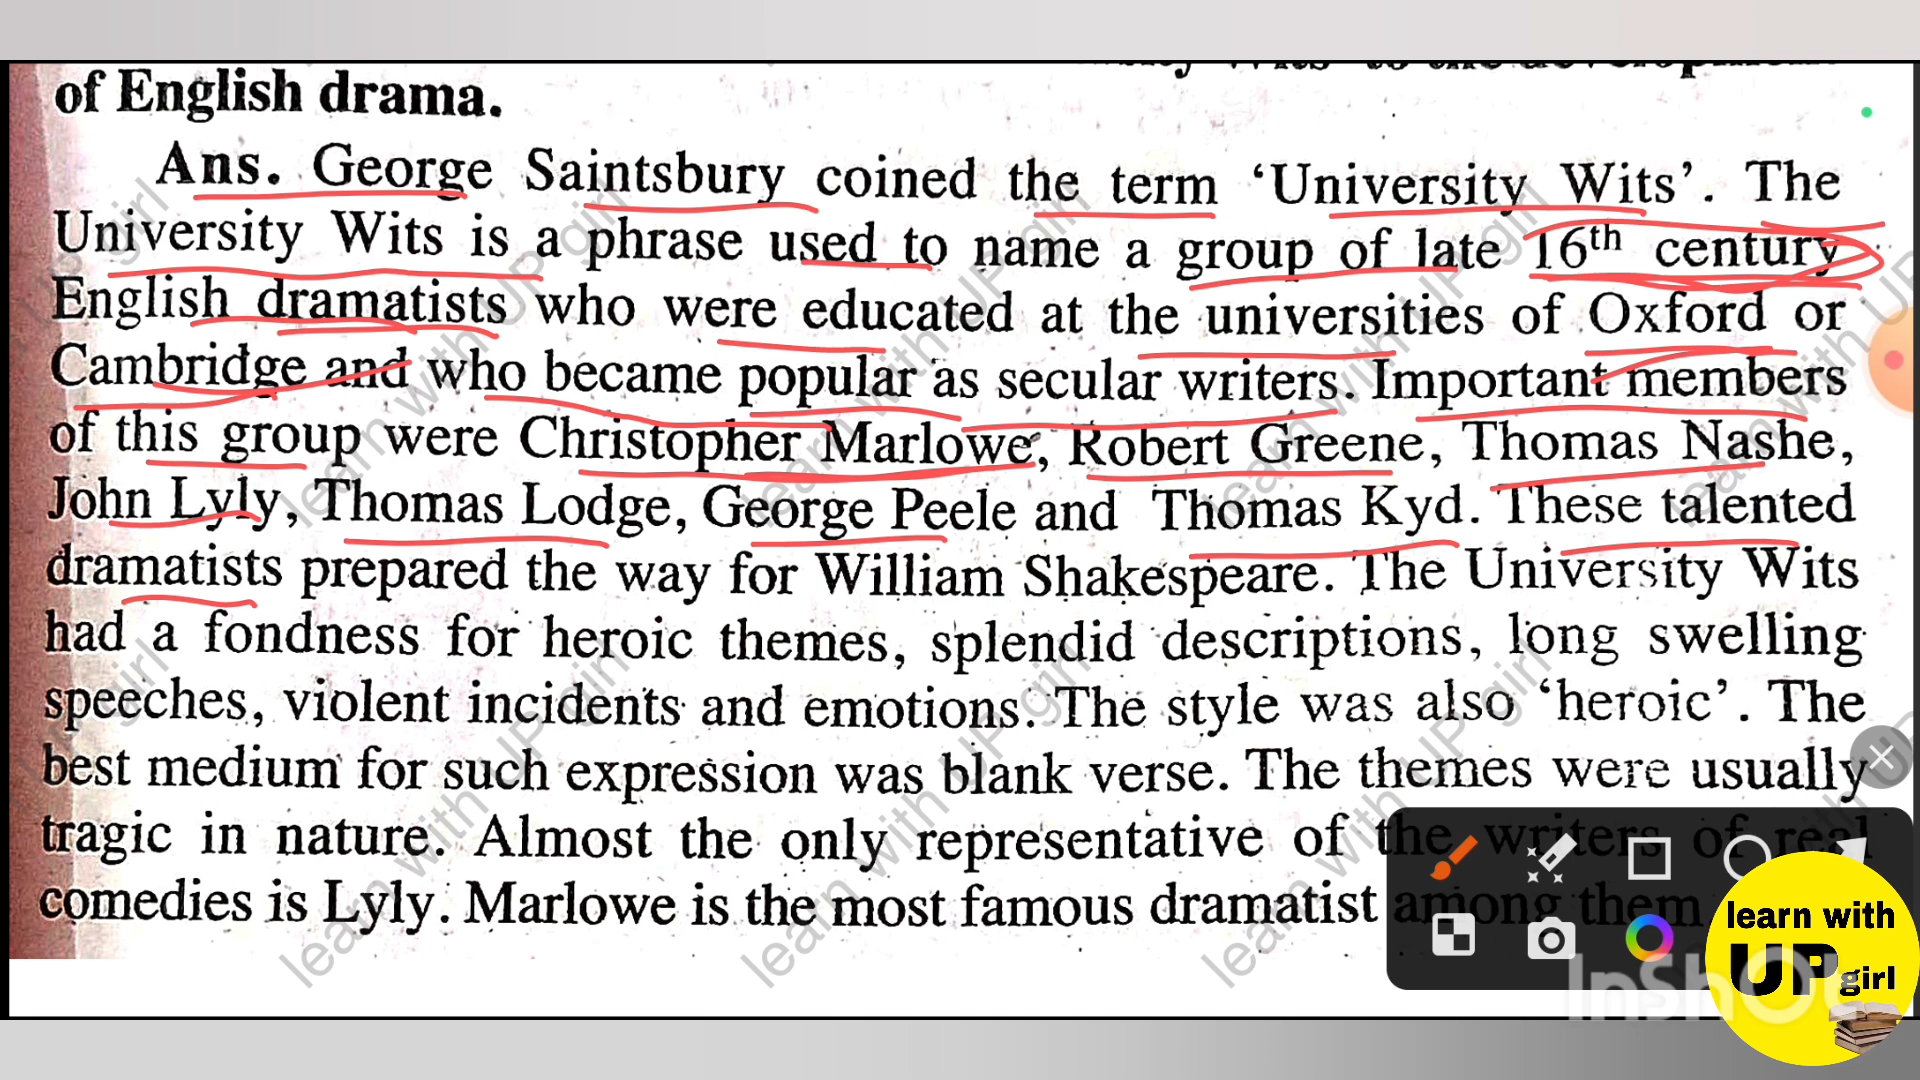 of English drama.
Ans. George Saintsbury coined the term ‘University Wits’. The
University Wits is a phrase used to name a group of late 16th century
English dramatists who were educated at the universities of Oxford or
Cambridge and who became popular as secular writers. Important members
of this group were Christopher Marlowe, Robert Greene, Thomas Nashe,
John Lyly, Thomas Lodge, George Peele and Thomas Kyd. These talented
dramatists prepared the way for William Shakespeare. The University Wits
had a fondness for heroic themes, splendid descriptions, long swelling
speeches, violent incidents and emotions. The style was also ‘heroic’. The
best medium for such expression was blank verse. The themes were usually
tragic in nature. Almost the only representative of the writers of real
comedies is Lyly. Marlowe is the most famous dramatist among them
learn with
UP girl
InShOt
learn with UP girl